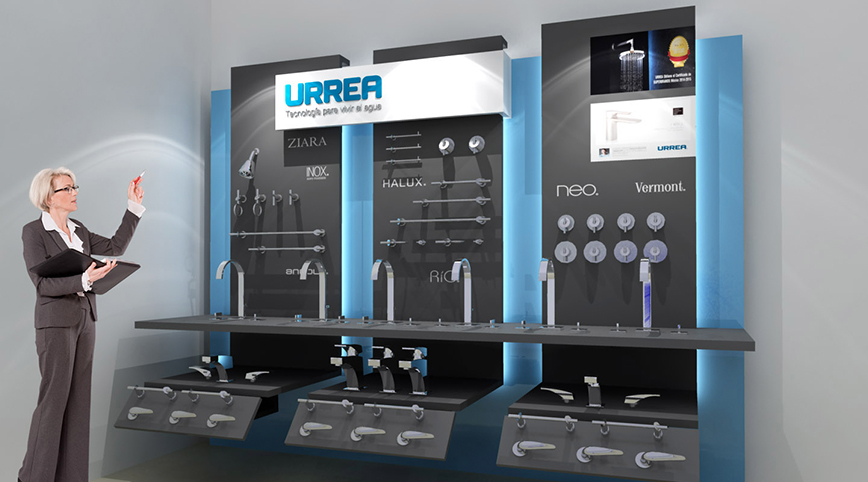 URREA
Tecnología para vivir el agua
ZIARA
INOX.
HALUX.
neo.
Vermont.
URREA